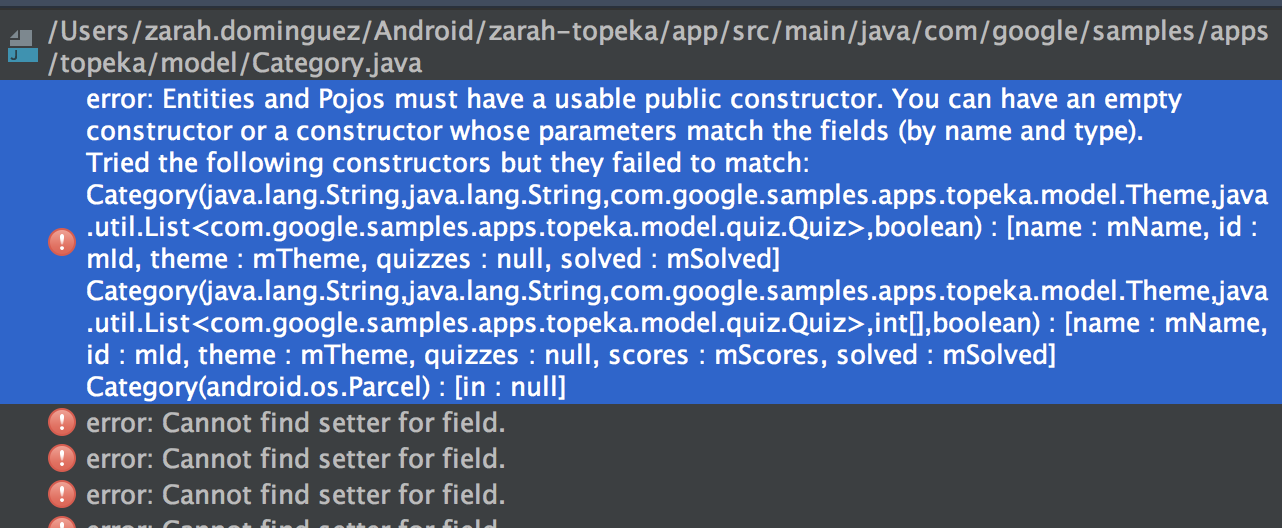 /Users/zarah.dominguez/Android/zarah-topeka/app/src/main/java/com/google/samples/apps
/topeka/model/Category.java
error: Entities and Pojos must have a usable public constructor. You can have an empty
constructor or a constructor whose parameters match the fields (by name and type).
Tried the following constructors but they failed to match:
Category(java.lang.String,java.lang.String,com.google.samples.apps.topeka.model.Theme,java
.util.List<com.google.samples.apps.topeka.model.quiz.Quiz>,boolean) : [name : mName, id :
mId, theme : mTheme, quizzes : null, solved : mSolved]
Category(java.lang.String,java.lang.String,com.google.samples.apps.topeka.model.Theme,java
.util.List<com.google.samples.apps.topeka.model.quiz.Quiz>,int[],boolean) : [name : mName,
id : mId, theme : mTheme, quizzes : null, scores : mScores, solved : mSolved]
Category(android.os.Parcel) : [in : null]
error: Cannot find setter for field.
error: Cannot find setter for field.
error: Cannot find setter for field.
error: Cannot find setter for field.